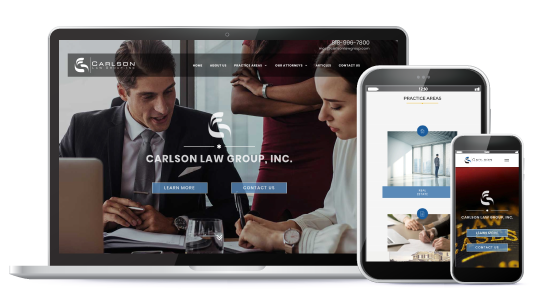 818-996-7800
CARLSON
LAW GROUP, INC.
HOME ABOUT US PRACTICE AREAS OUR ATTORNEYS ARTICLES CONTACT US
CARLSON LAW GROUP, INC.
LEARN MORE CONTACT US
12:10
PRACTICE AREAS
REAL
ESTATE
CARLSON
CARLSON LAW GROUP, INC.
LEARN MORE
CONTACT US